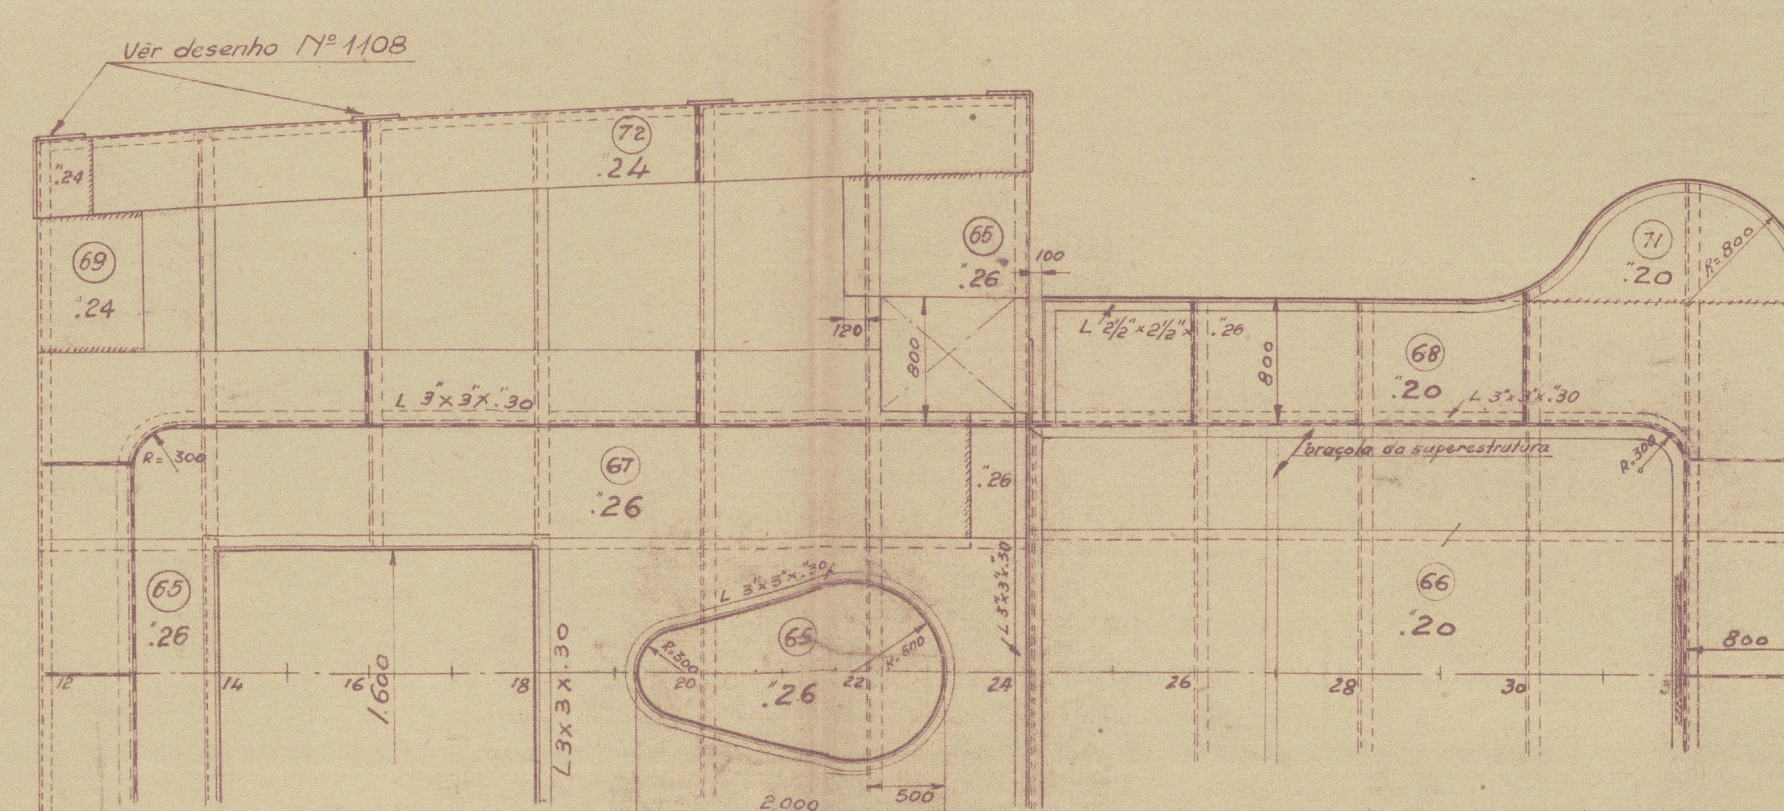 Vêr desenho Nº 1108
72
".24
".24
69
".24
65
".26
100
71
".20
R=800
120
800
L 2½"×2½"× ".26
800
68
".20
L 3"×3"×".30
L 3"×3"×".30
R=300
67
".26
".26
braçola da superestrutura
R=300
65
".26
1.600
L 3×3×.30
L 3"×3"×".30
65
".26
R=300
R=600
L 3"×3"×".30
66
".20
800
12
14
16
18
20
22
24
26
28
30
500
2.000